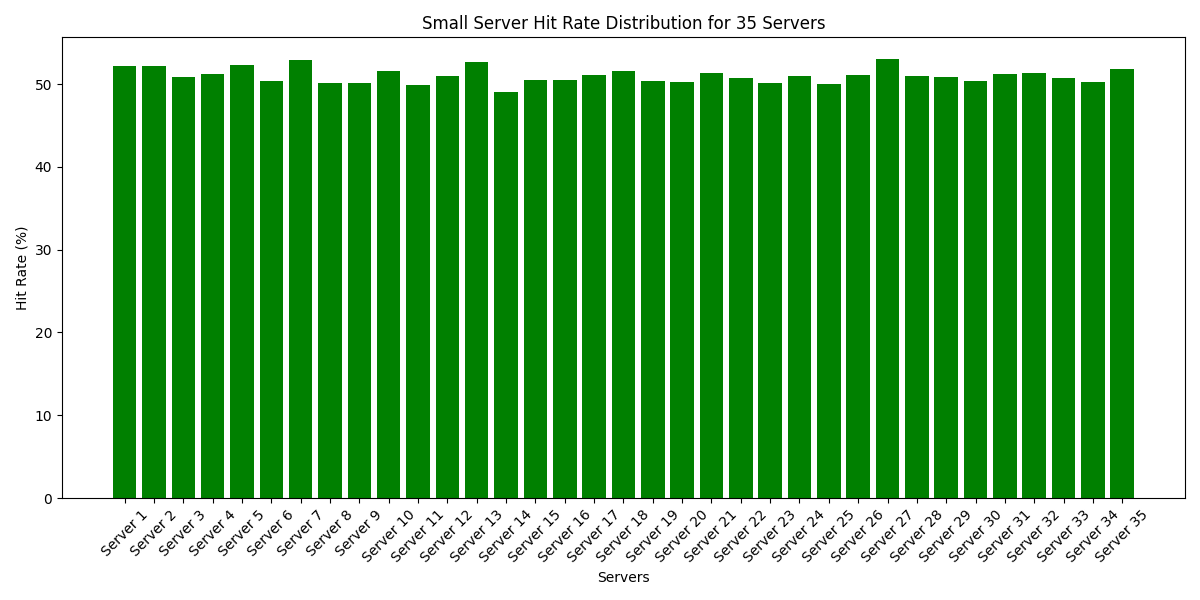 Small Server Hit Rate Distribution for 35 Servers
Hit Rate (%)
50
40
30
20
10
0
Server 1
Server 2
Server 3
Server 4
Server 5
Server 6
Server 7
Server 8
Server 9
Server 10
Server 11
Server 12
Server 13
Server 14
Server 15
Server 16
Server 17
Server 18
Server 19
Server 20
Server 21
Server 22
Server 23
Server 24
Server 25
Server 26
Server 27
Server 28
Server 29
Server 30
Server 31
Server 32
Server 33
Server 34
Server 35
Servers